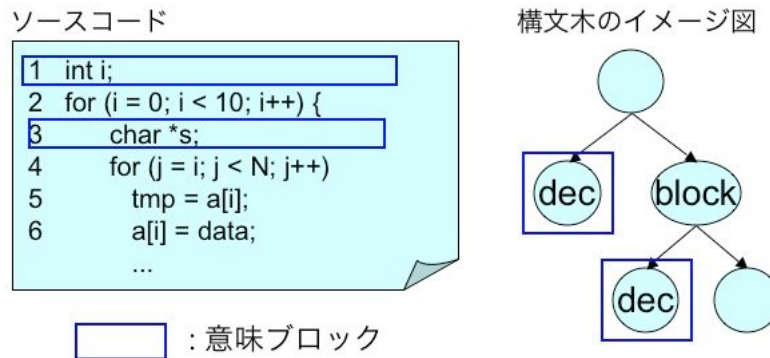 ソースコード
1 int i;
2 for (i = 0; i < 10; i++) {
3 char *s;
4 for (j = i; j < N; j++)
5 tmp = a[i];
6 a[i] = data;
...
: 意味ブロック
構文木のイメージ図
dec
block
dec